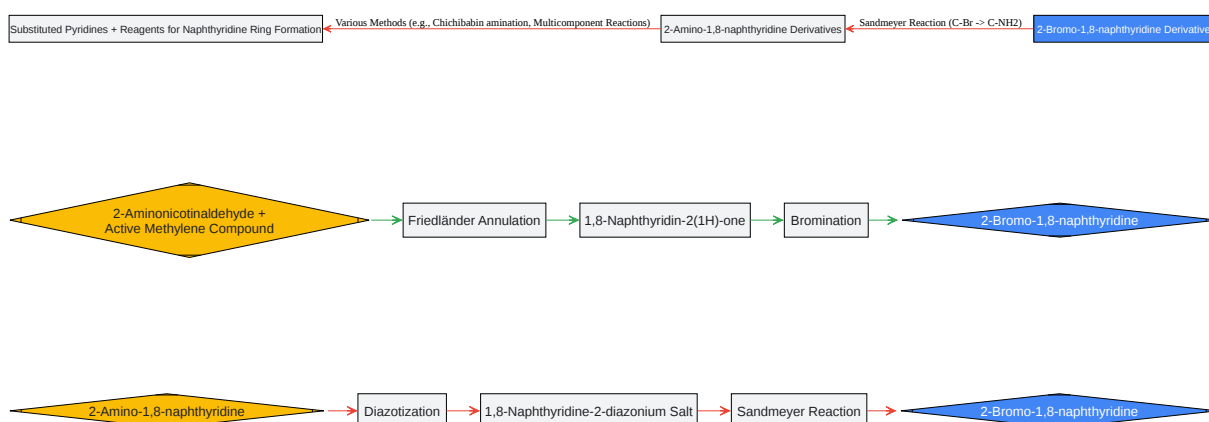 Substituted Pyridines + Reagents for Naphthyridine Ring Formation
Various Methods (e.g., Chichibabin amination, Multicomponent Reactions)
2-Amino-1,8-naphthyridine Derivatives
Sandmeyer Reaction (C-Br -> C-NH2)
2-Bromo-1,8-naphthyridine Derivative
2-Aminonicotinaldehyde +
Active Methylene Compound
Friedländer Annulation
1,8-Naphthyridin-2(1H)-one
Bromination
2-Bromo-1,8-naphthyridine
2-Amino-1,8-naphthyridine
Diazotization
1,8-Naphthyridine-2-diazonium Salt
Sandmeyer Reaction
2-Bromo-1,8-naphthyridine